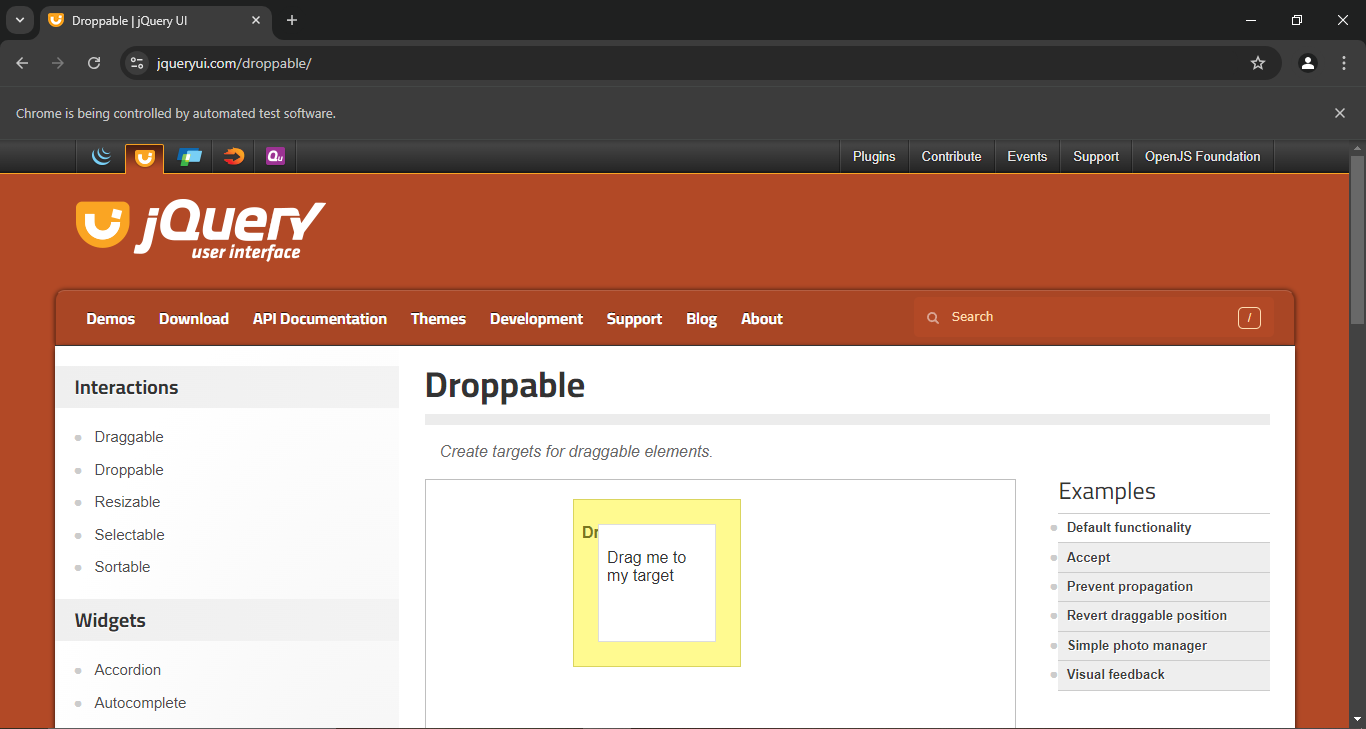 Droppable | jQuery UI
jqueryui.com/droppable/
Chrome is being controlled by automated test software.
Qu
Plugins Contribute Events Support OpenJS Foundation
jQuery
user interface
Demos Download API Documentation Themes Development Support Blog About Search /
Interactions
Draggable
Droppable
Resizable
Selectable
Sortable
Widgets
Accordion
Autocomplete
Droppable
Create targets for draggable elements.
Dr
Drag me to
my target
Examples
Default functionality
Accept
Prevent propagation
Revert draggable position
Simple photo manager
Visual feedback